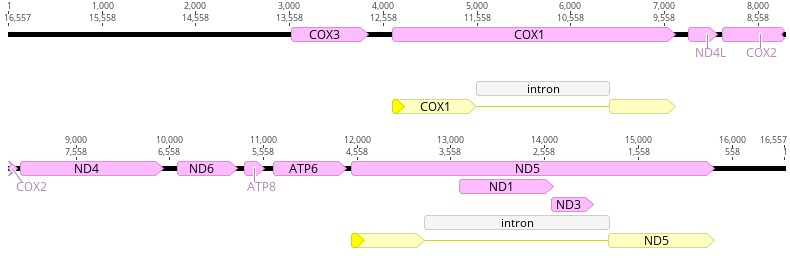 1 1,000 2,000 3,000 4,000 5,000 6,000 7,000 8,000
16,557 15,558 14,558 13,558 12,558 11,558 10,558 9,558 8,558
COX3 COX1
ND4L COX2
intron
COX1
9,000 10,000 11,000 12,000 13,000 14,000 15,000 16,000 16,557
7,558 6,558 5,558 4,558 3,558 2,558 1,558 558 1
ND4 ND6 ATP6 ND5
COX2 ATP8 ND1
ND3
intron
ND5